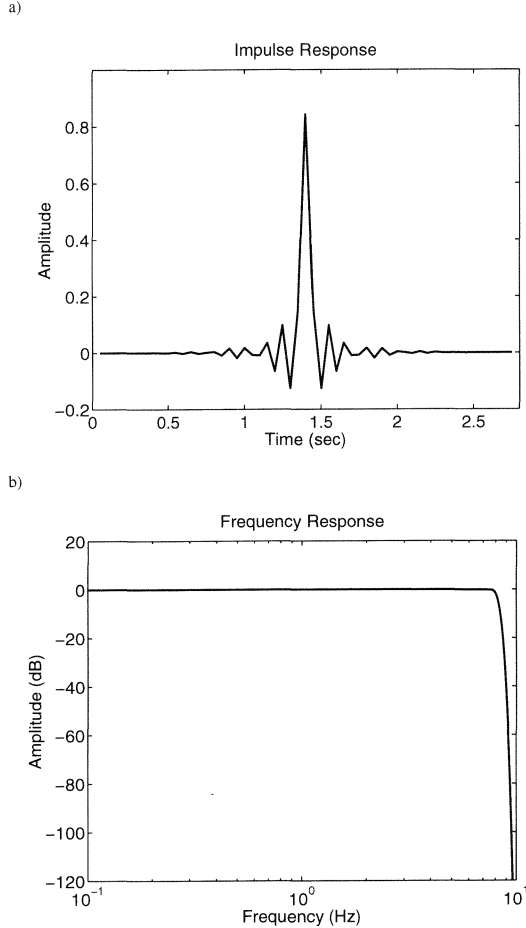 a)
Impulse Response
Amplitude
0.8
0.6
0.4
0.2
0
−0.2
0 0.5 1 1.5 2 2.5
Time (sec)
b)
Frequency Response
Amplitude (dB)
20
0
−20
−40
−60
−80
−100
−120
10⁻¹ 10⁰ 10¹
Frequency (Hz)